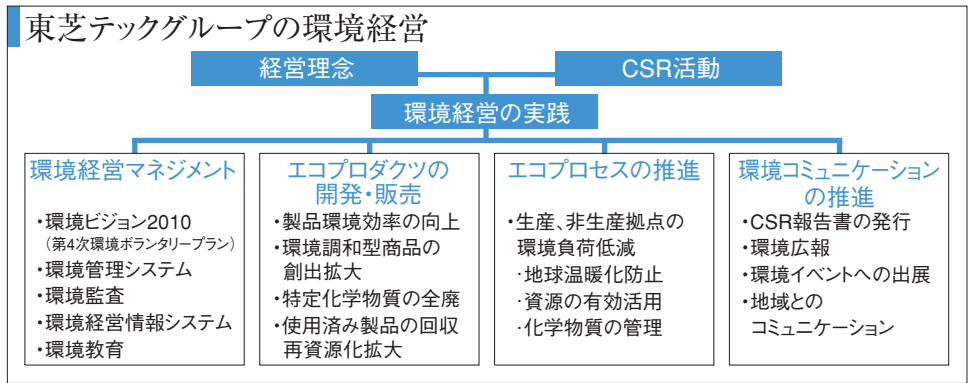 東芝テックグループの環境経営
経営理念
CSR活動
環境経営の実践
環境経営マネジメント
・環境ビジョン2010
（第4次環境ボランタリープラン）
・環境管理システム
・環境監査
・環境経営情報システム
・環境教育
エコプロダクツの
開発・販売
・製品環境効率の向上
・環境調和型商品の
創出拡大
・特定化学物質の全廃
・使用済み製品の回収
再資源化拡大
エコプロセスの推進
・生産、非生産拠点の
環境負荷低減
・地球温暖化防止
・資源の有効活用
・化学物質の管理
環境コミュニケーション
の推進
・CSR報告書の発行
・環境広報
・環境イベントへの出展
・地域との
コミュニケーション